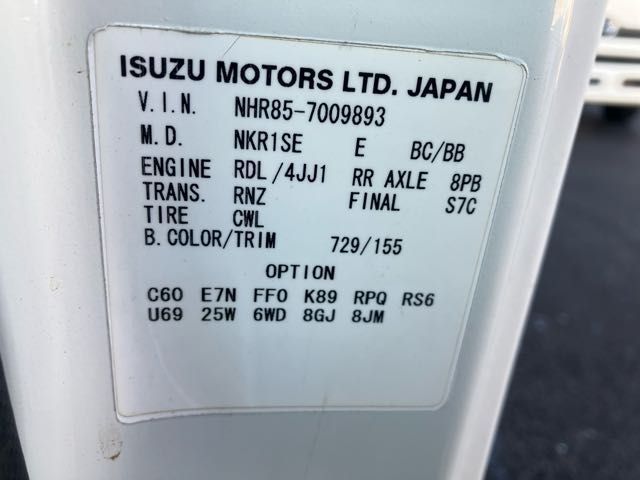 ISUZU MOTORS LTD. JAPAN
V.I.N. NHR85-7009893
M.D. NKR1SE E BC/BB
ENGINE RDL/4JJ1 RR AXLE 8PB
TRANS. RNZ FINAL S7C
TIRE CWL
B.COLOR/TRIM 729/155
OPTION
C60 E7N FF0 K89 RPQ RS6
U69 25W 6WD 8GJ 8JM